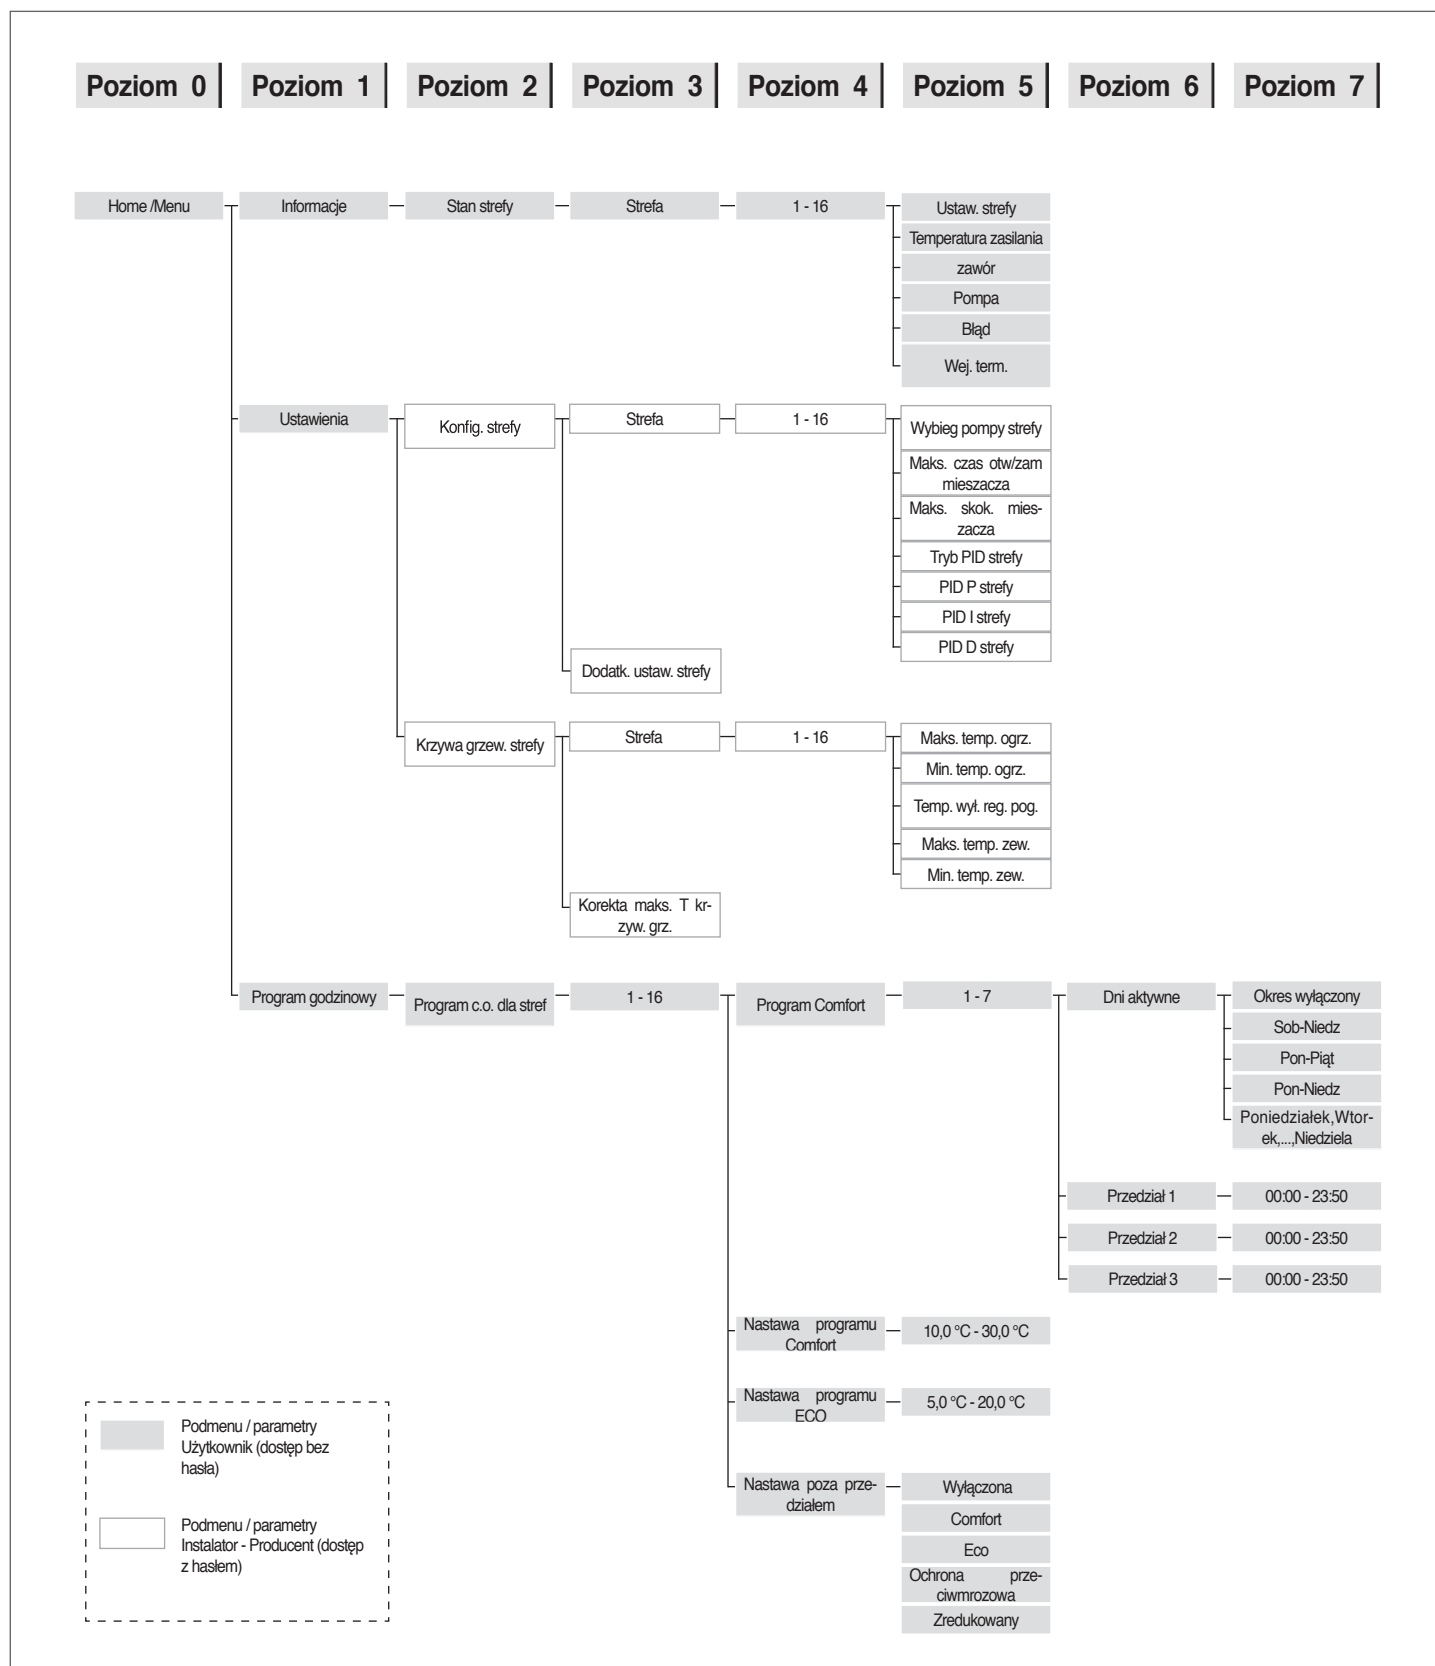 Poziom 0 Poziom 1 Poziom 2 Poziom 3 Poziom 4 Poziom 5 Poziom 6 Poziom 7
Home /Menu Informacje Stan strefy Strefa 1 - 16 Ustaw. strefy
Temperatura zasilania
zawór
Pompa
Błąd
Wej. term.
Ustawienia Konfig. strefy Strefa 1 - 16 Wybieg pompy strefy
Maks. czas otw/zam
mieszacza
Maks. skok. mies-
zacza
Tryb PID strefy
PID P strefy
PID I strefy
PID D strefy
Dodatk. ustaw. strefy
Krzywa grzew. strefy Strefa 1 - 16 Maks. temp. ogrz.
Min. temp. ogrz.
Temp. wył. reg. pog.
Maks. temp. zew.
Min. temp. zew.
Korekta maks. T kr-
zyw. grz.
Program godzinowy Program c.o. dla stref 1 - 16 Program Comfort 1 - 7 Dni aktywne Okres wyłączony
Sob-Niedz
Pon-Piąt
Pon-Niedz
Poniedziałek,Wtor-
ek,...,Niedziela
Przedział 1 00:00 - 23:50
Przedział 2 00:00 - 23:50
Przedział 3 00:00 - 23:50
Nastawa programu
Comfort
10,0 °C - 30,0 °C
Nastawa programu
ECO
5,0 °C - 20,0 °C
Nastawa poza prze-
działem
Wyłączona
Comfort
Eco
Ochrona prze-
ciwmrozowa
Zredukowany
Podmenu / parametry
Użytkownik (dostęp bez
hasła)
Podmenu / parametry
Instalator - Producent (dostęp
z hasłem)